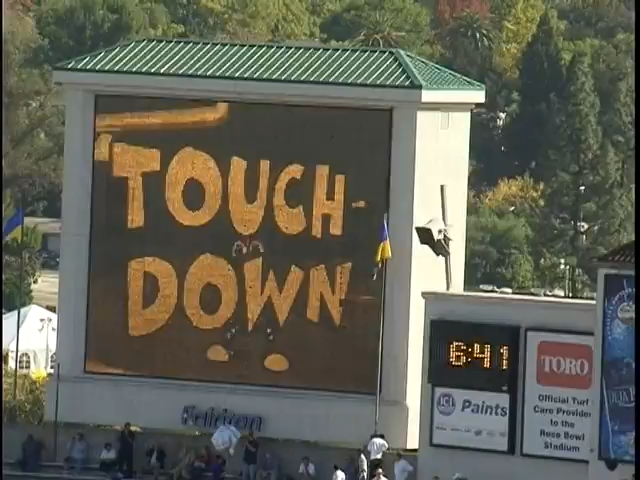 TOUCH-
DOWN
6:41
ICI Paints
TORO
Official Turf
Care Provider
to the
Rose Bowl
Stadium